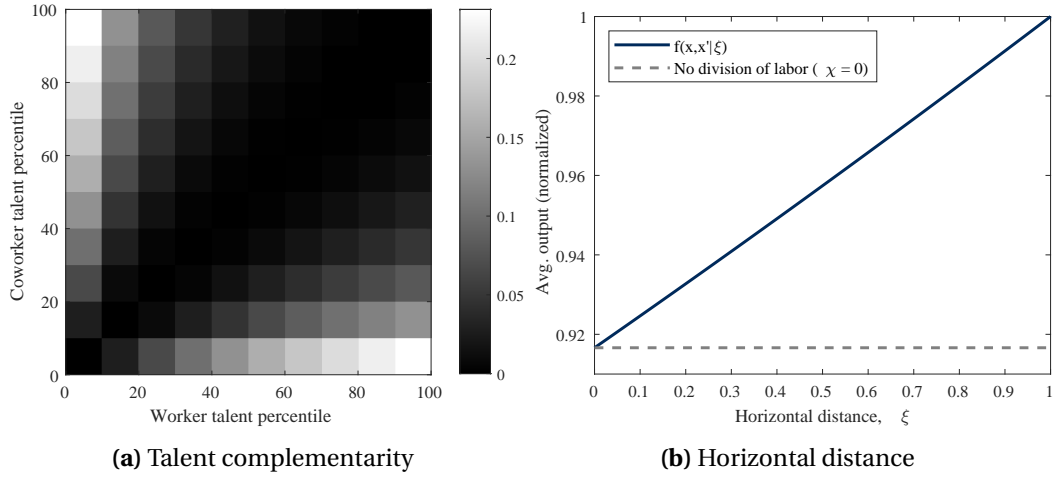 100
80
60
40
20
0
Coworker talent percentile
0 20 40 60 80 100
Worker talent percentile
0.2
0.15
0.1
0.05
0
(a) Talent complementarity
1
0.98
0.96
0.94
0.92
Avg. output (normalized)
f(x,x'|ξ)
No division of labor ( χ = 0)
0 0.1 0.2 0.3 0.4 0.5 0.6 0.7 0.8 0.9 1
Horizontal distance, ξ
(b) Horizontal distance